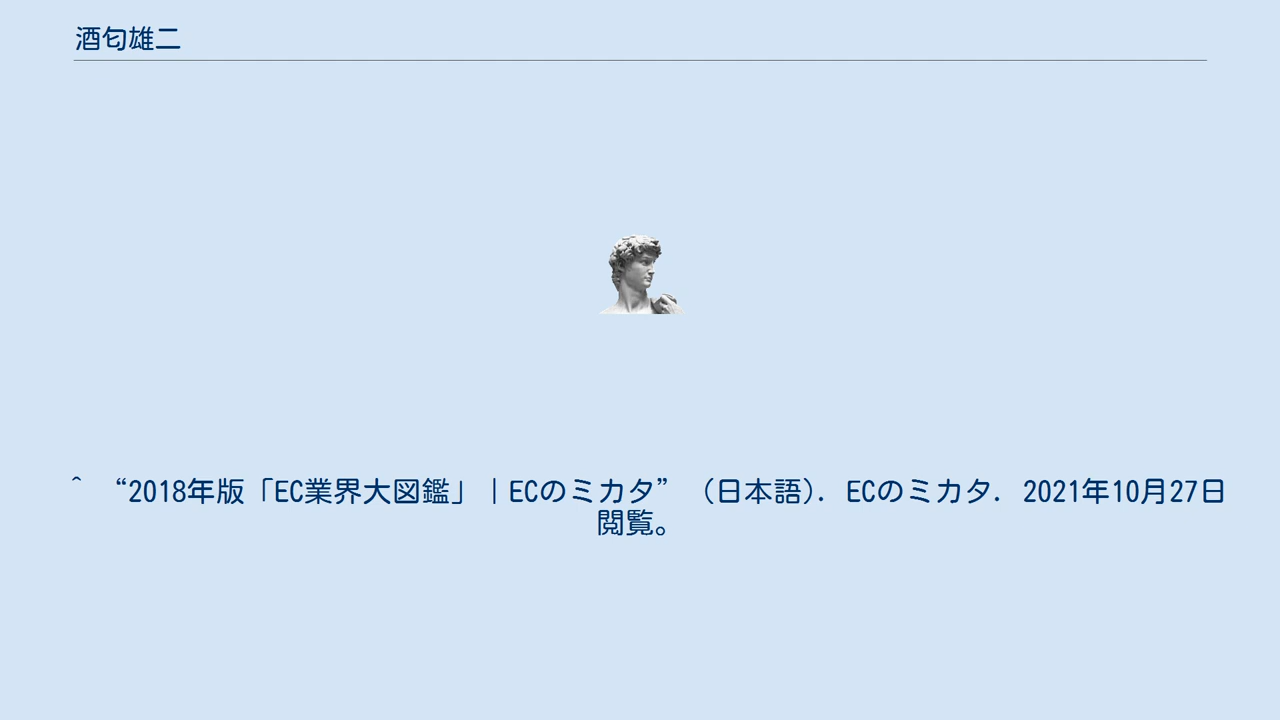 酒匂雄二
^ “2018年版「EC業界大図鑑」｜ECのミカタ” （日本語). ECのミカタ. 2021年10月27日
閲覧。